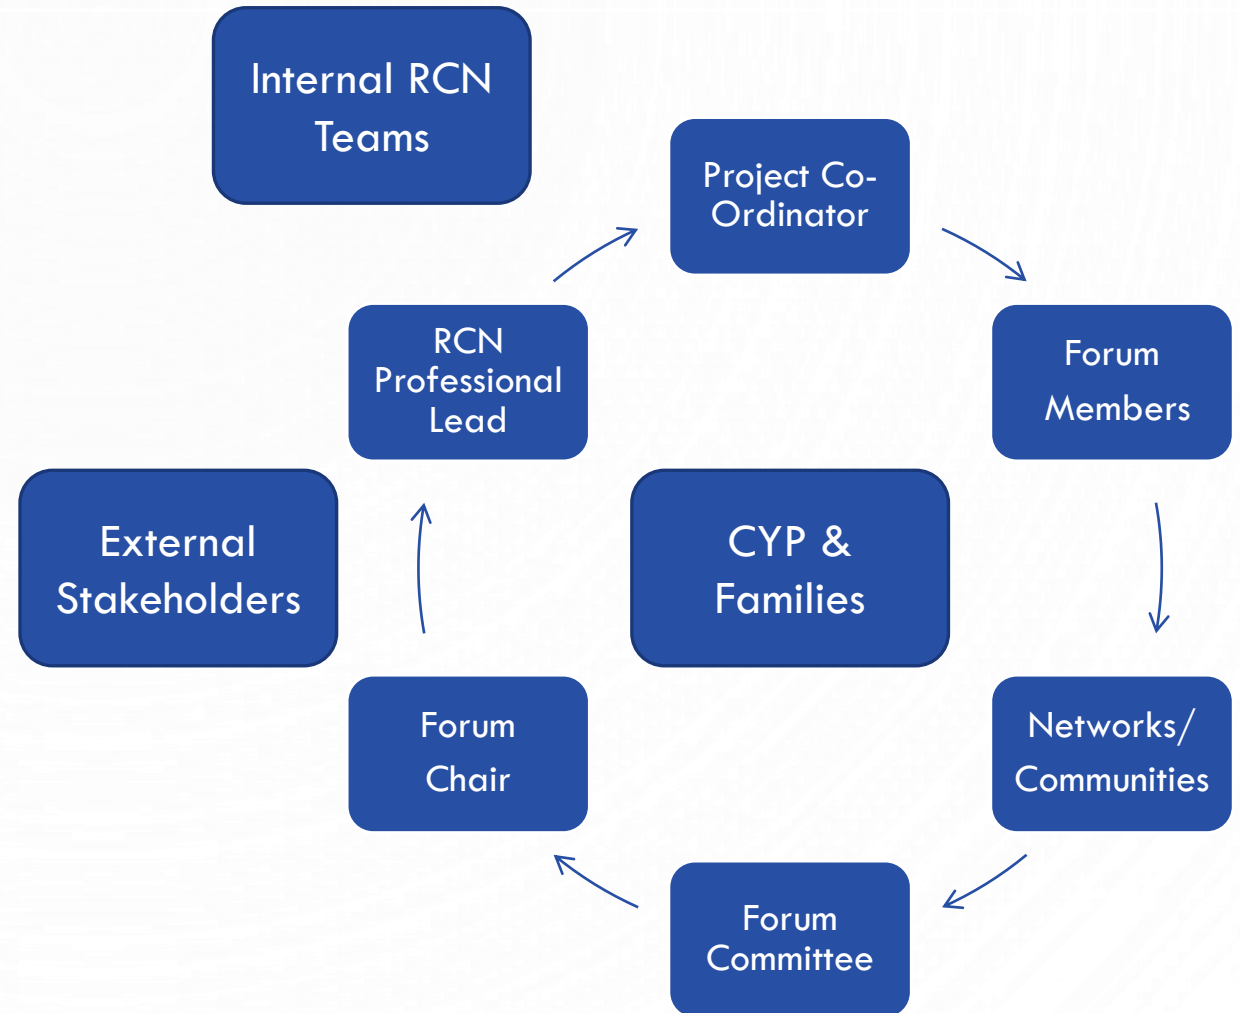 Internal RCN
Teams
Project Co-
Ordinator
RCN
Professional
Lead
Forum
Members
External
Stakeholders
CYP &
Families
Forum
Chair
Networks/
Communities
Forum
Committee